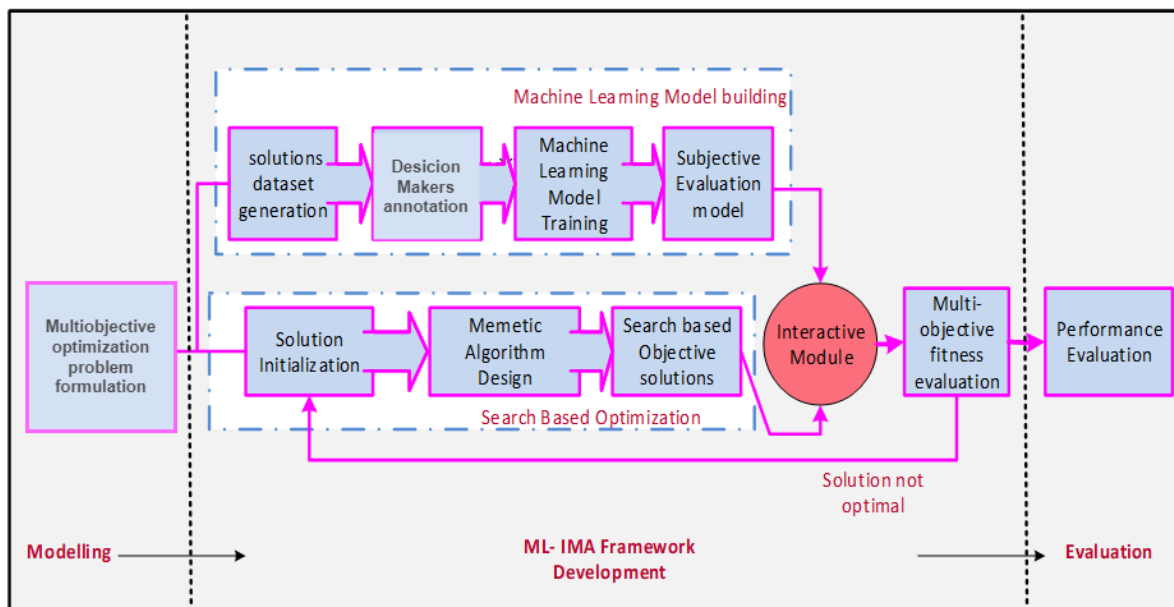 Machine Learning Model building
solutions
dataset
generation
Desicion
Makers
annotation
Machine
Learning
Model
Training
Subjective
Evaluation
model
Multiobjective
optimization
problem
formulation
Solution
Initialization
Memetic
Algorithm
Design
Search based
Objective
solutions
Search Based Optimization
Interactive
Module
Multi-
objective
fitness
evaluation
Performance
Evaluation
Solution not
optimal
Modelling
ML- IMA Framework
Development
Evaluation